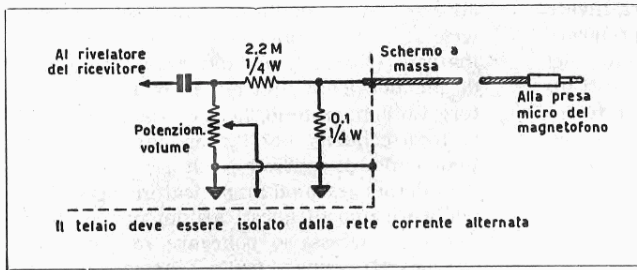 Al rivelatore
del ricevitore
2.2 M
1/4 W
Schermo a
massa
Alla presa
micro del
magnetofono
Potenziom.
volume
0.1
1/4 W
Il telaio deve essere isolato dalla rete corrente alternata